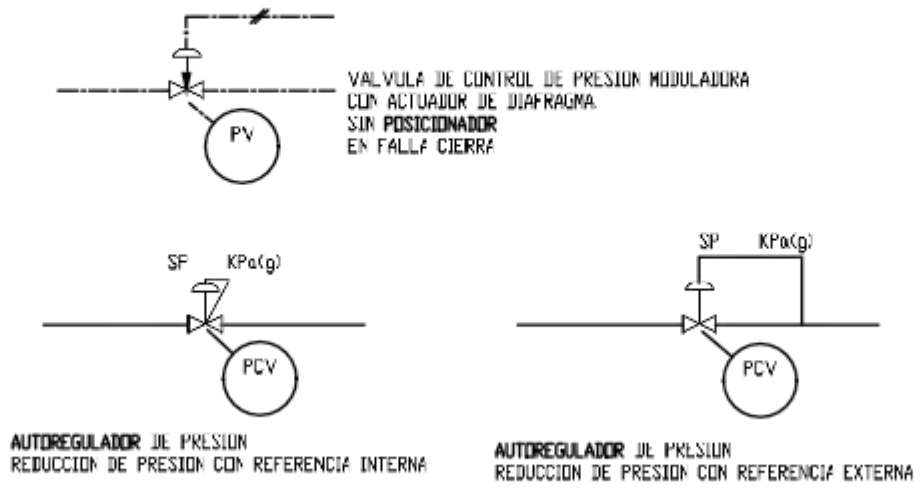 VALVULA DE CONTROL DE PRESION MODULADORA
CON ACTUADOR DE DIAFRAGMA
SIN POSICIONADOR
EN FALLA CIERRA
PV
SP KPa(g)
PCV
AUTOREGULADOR DE PRESION
REDUCCION DE PRESION CON REFERENCIA INTERNA
SP KPa(g)
PCV
AUTOREGULADOR DE PRESION
REDUCCION DE PRESION CON REFERENCIA EXTERNA